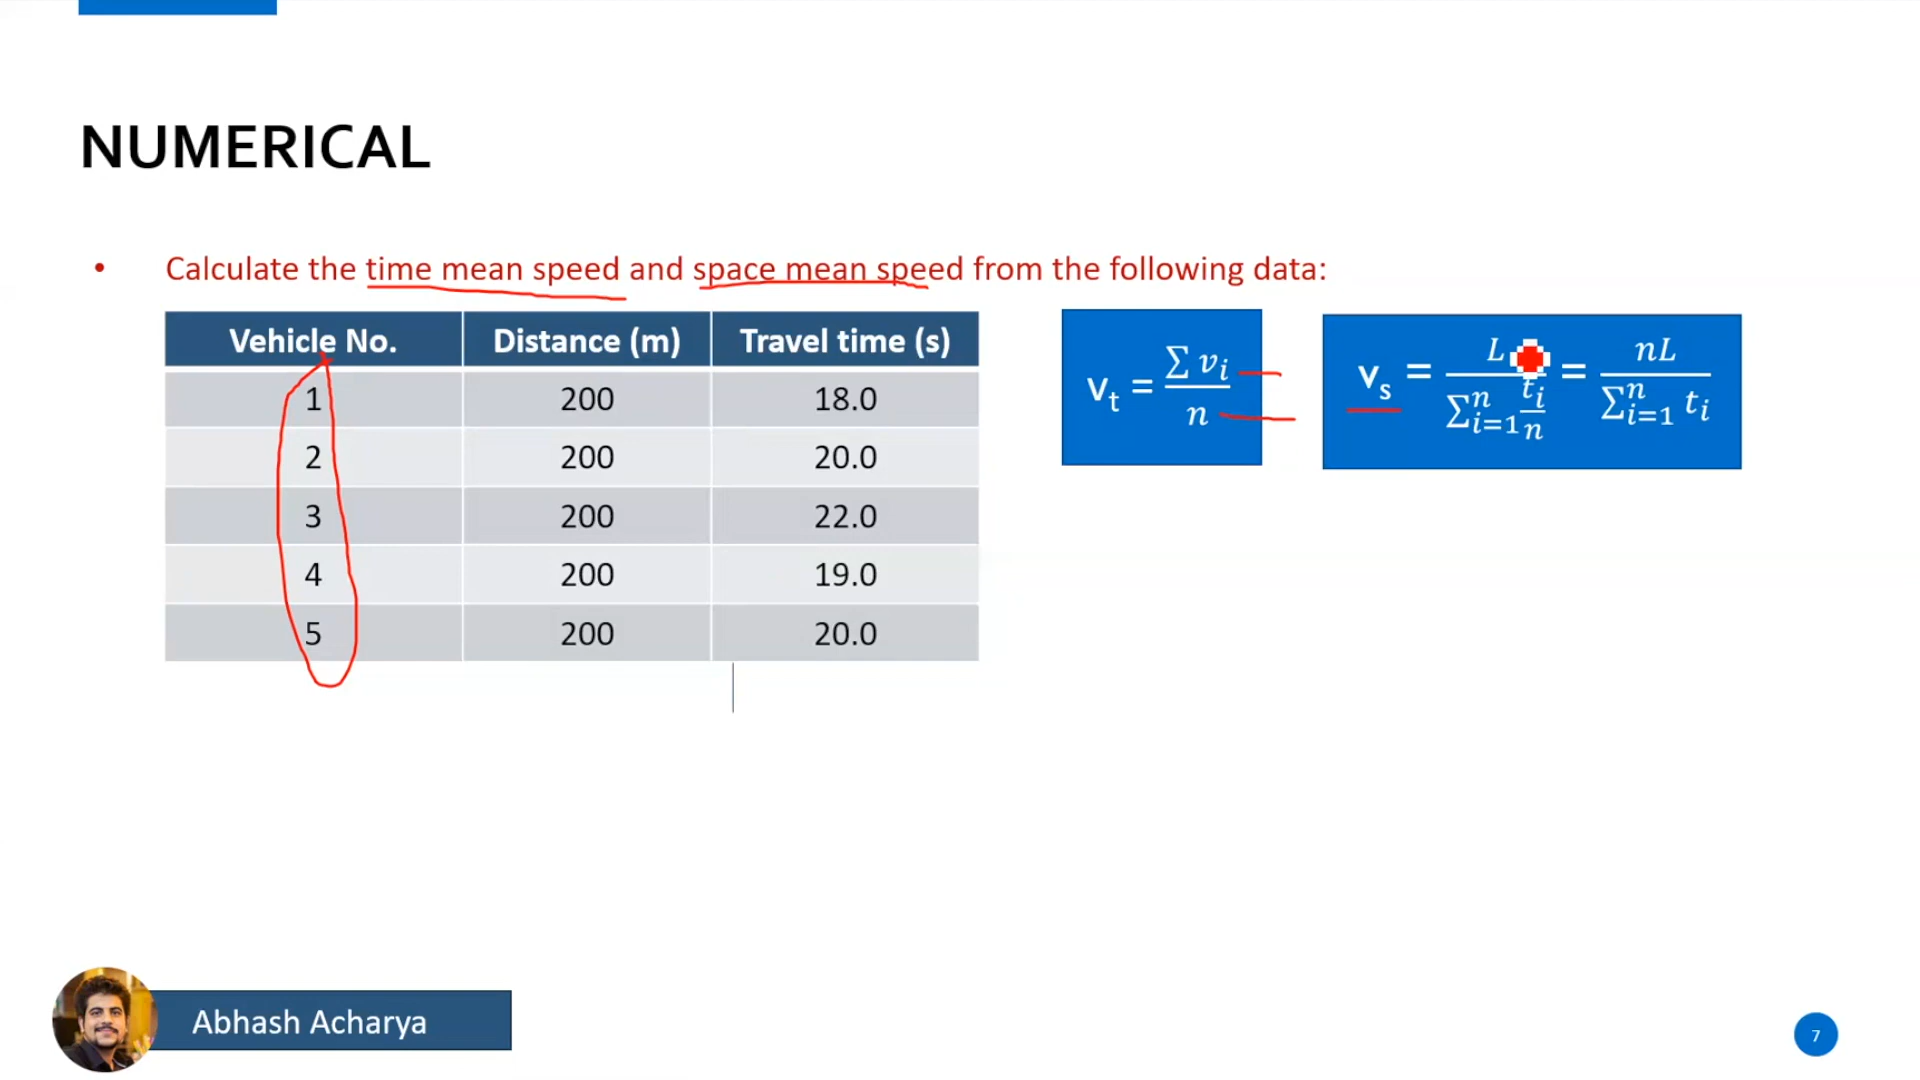 NUMERICAL
• Calculate the time mean speed and space mean speed from the following data:
Vehicle No. Distance (m) Travel time (s)
1 200 18.0
2 200 20.0
3 200 22.0
4 200 19.0
5 200 20.0
v_t = ∑ v_i / n
v_s = L / ∑_{i=1}^{n} t_i/n = nL / ∑_{i=1}^{n} t_i
Abhash Acharya
7